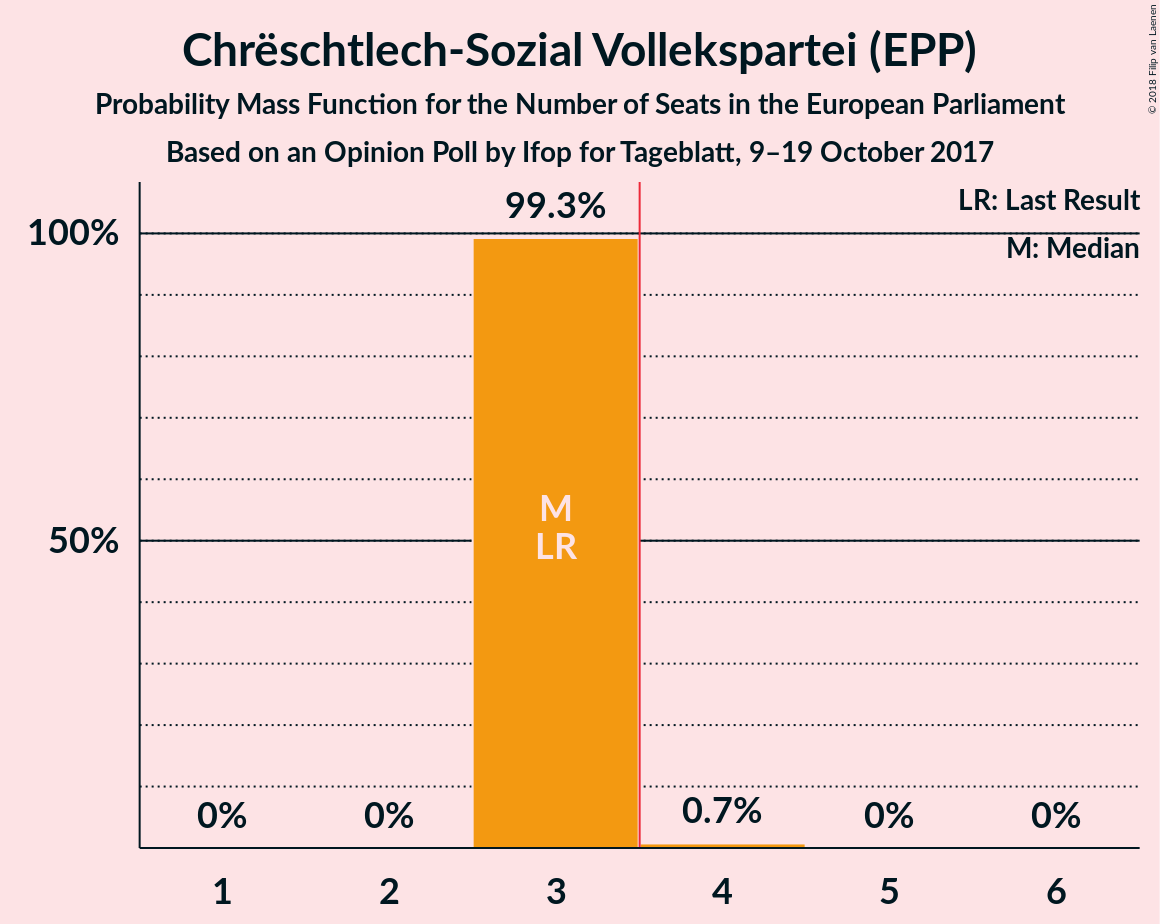 Chrëschtlech-Sozial Vollekspartei (EPP)
Probability Mass Function for the Number of Seats in the European Parliament
Based on an Opinion Poll by Ifop for Tageblatt, 9–19 October 2017
© 2018 Filip van Laenen
LR: Last Result
M: Median
100%
50%
0%
0%
99.3%
0.7%
0%
0%
M
LR
1
2
3
4
5
6